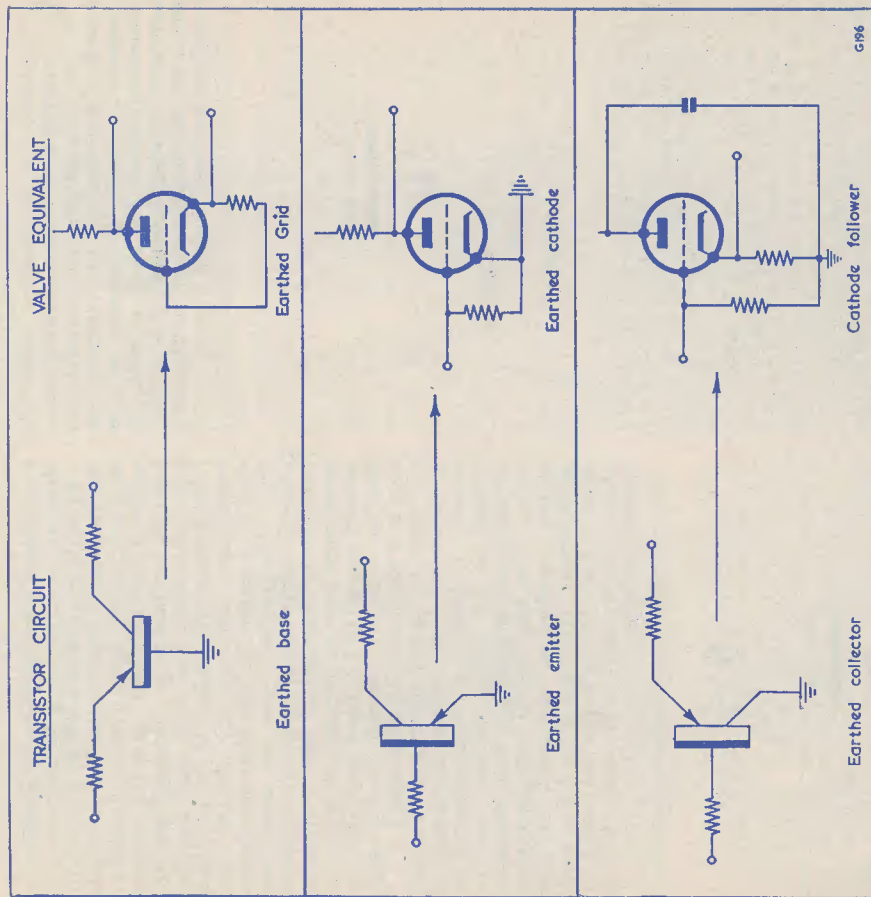 TRANSISTOR CIRCUIT
VALVE EQUIVALENT
Earthed base
Earthed Grid
Earthed emitter
Earthed cathode
Earthed collector
Cathode follower
G196